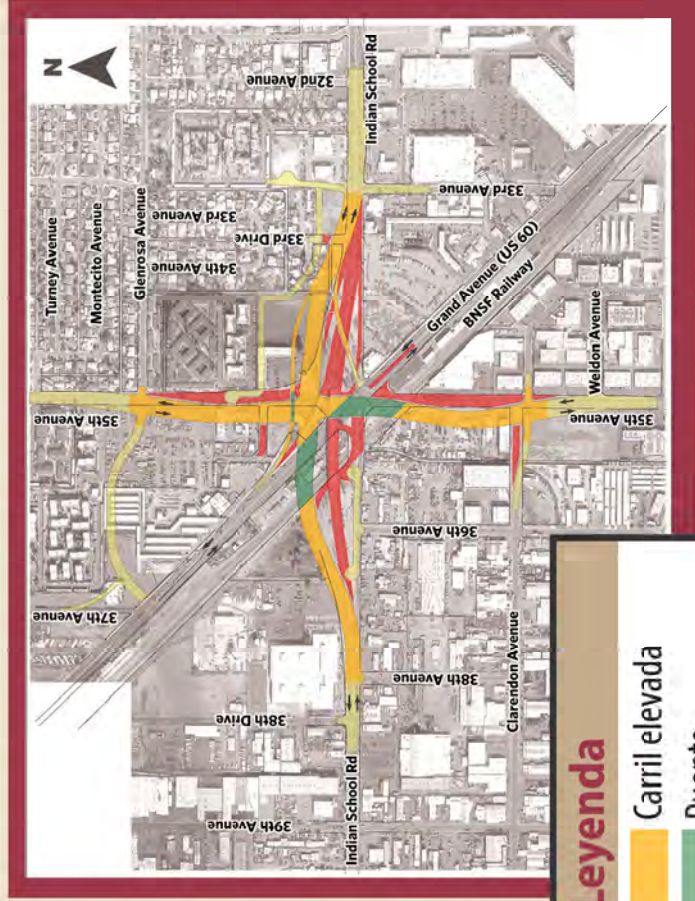 N
Turney Avenue
Montecito Avenue
Glenrosa Avenue
32nd Avenue
33rd Avenue
33rd Drive
34th Avenue
Indian School Rd
33rd Avenue
35th Avenue
37th Avenue
Grand Avenue (US 60)
BNSF Railway
Weldon Avenue
35th Avenue
36th Avenue
38th Avenue
38th Drive
39th Avenue
Indian School Rd
Clarendon Avenue
Leyenda
Carril elevada